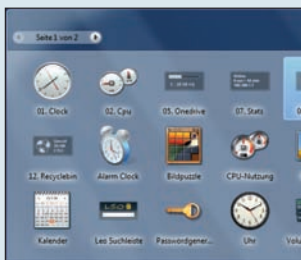 Seite 1 von 2
01. Clock 02. Cpu 05. Onedrive 07. Stats
12. Recyclebin Alarm Clock Bildpuzzle CPU-Nutzung
LSO
Kalender Leo Suchleiste Passwordgener... Uhr